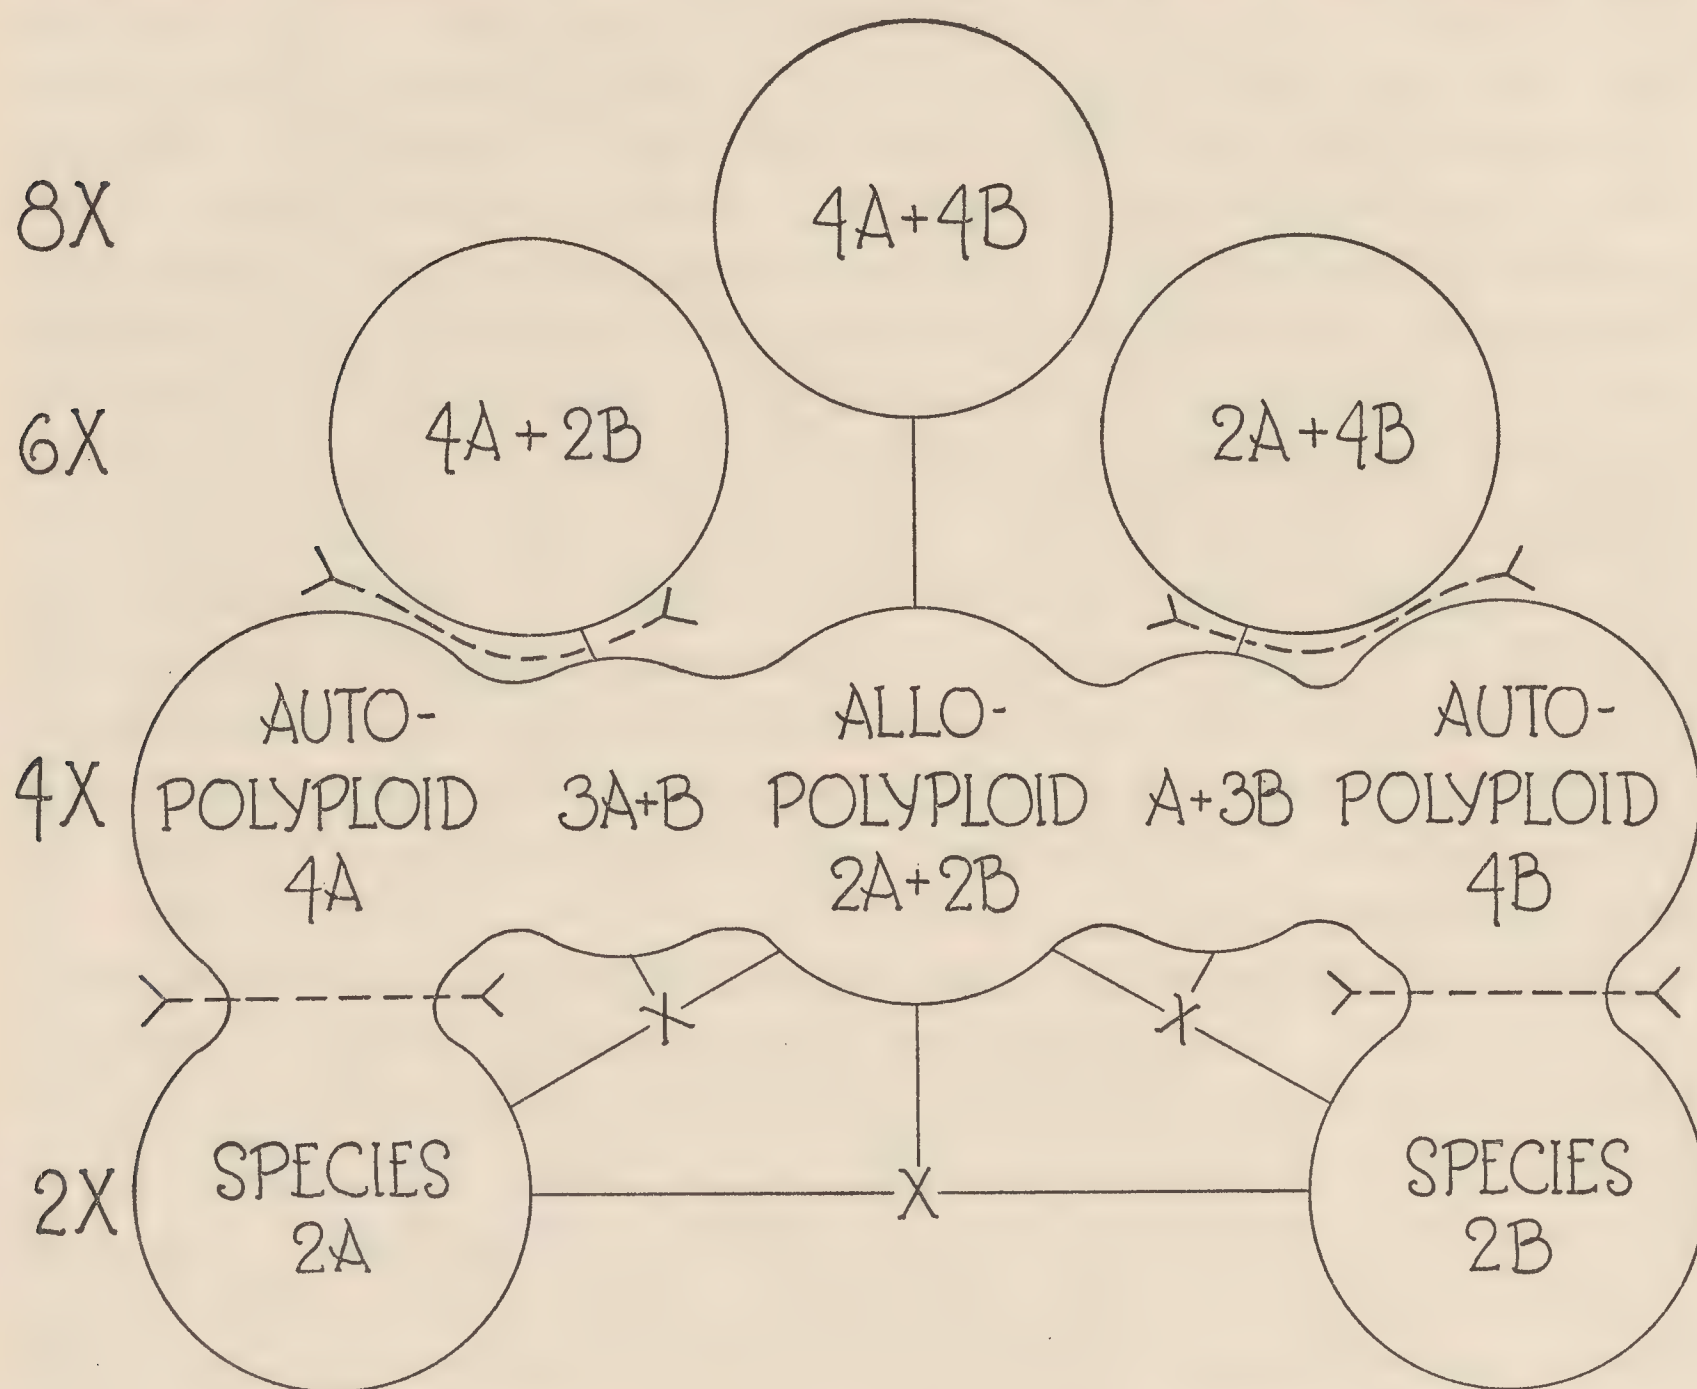 8X
4A+4B
6X
4A+2B
2A+4B
4X
AUTO-
POLYPLOID
4A
3A+B
ALLO-
POLYPLOID
2A+2B
A+3B
AUTO-
POLYPLOID
4B
X
X
2X
SPECIES
2A
X
SPECIES
2B